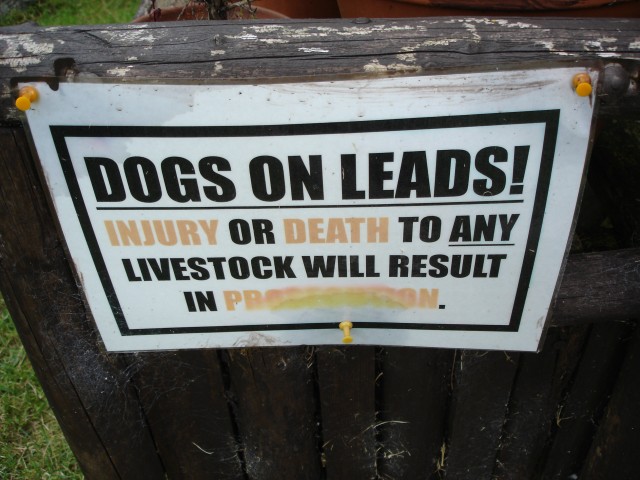 DOGS ON LEADS!
INJURY OR DEATH TO ANY
LIVESTOCK WILL RESULT
IN